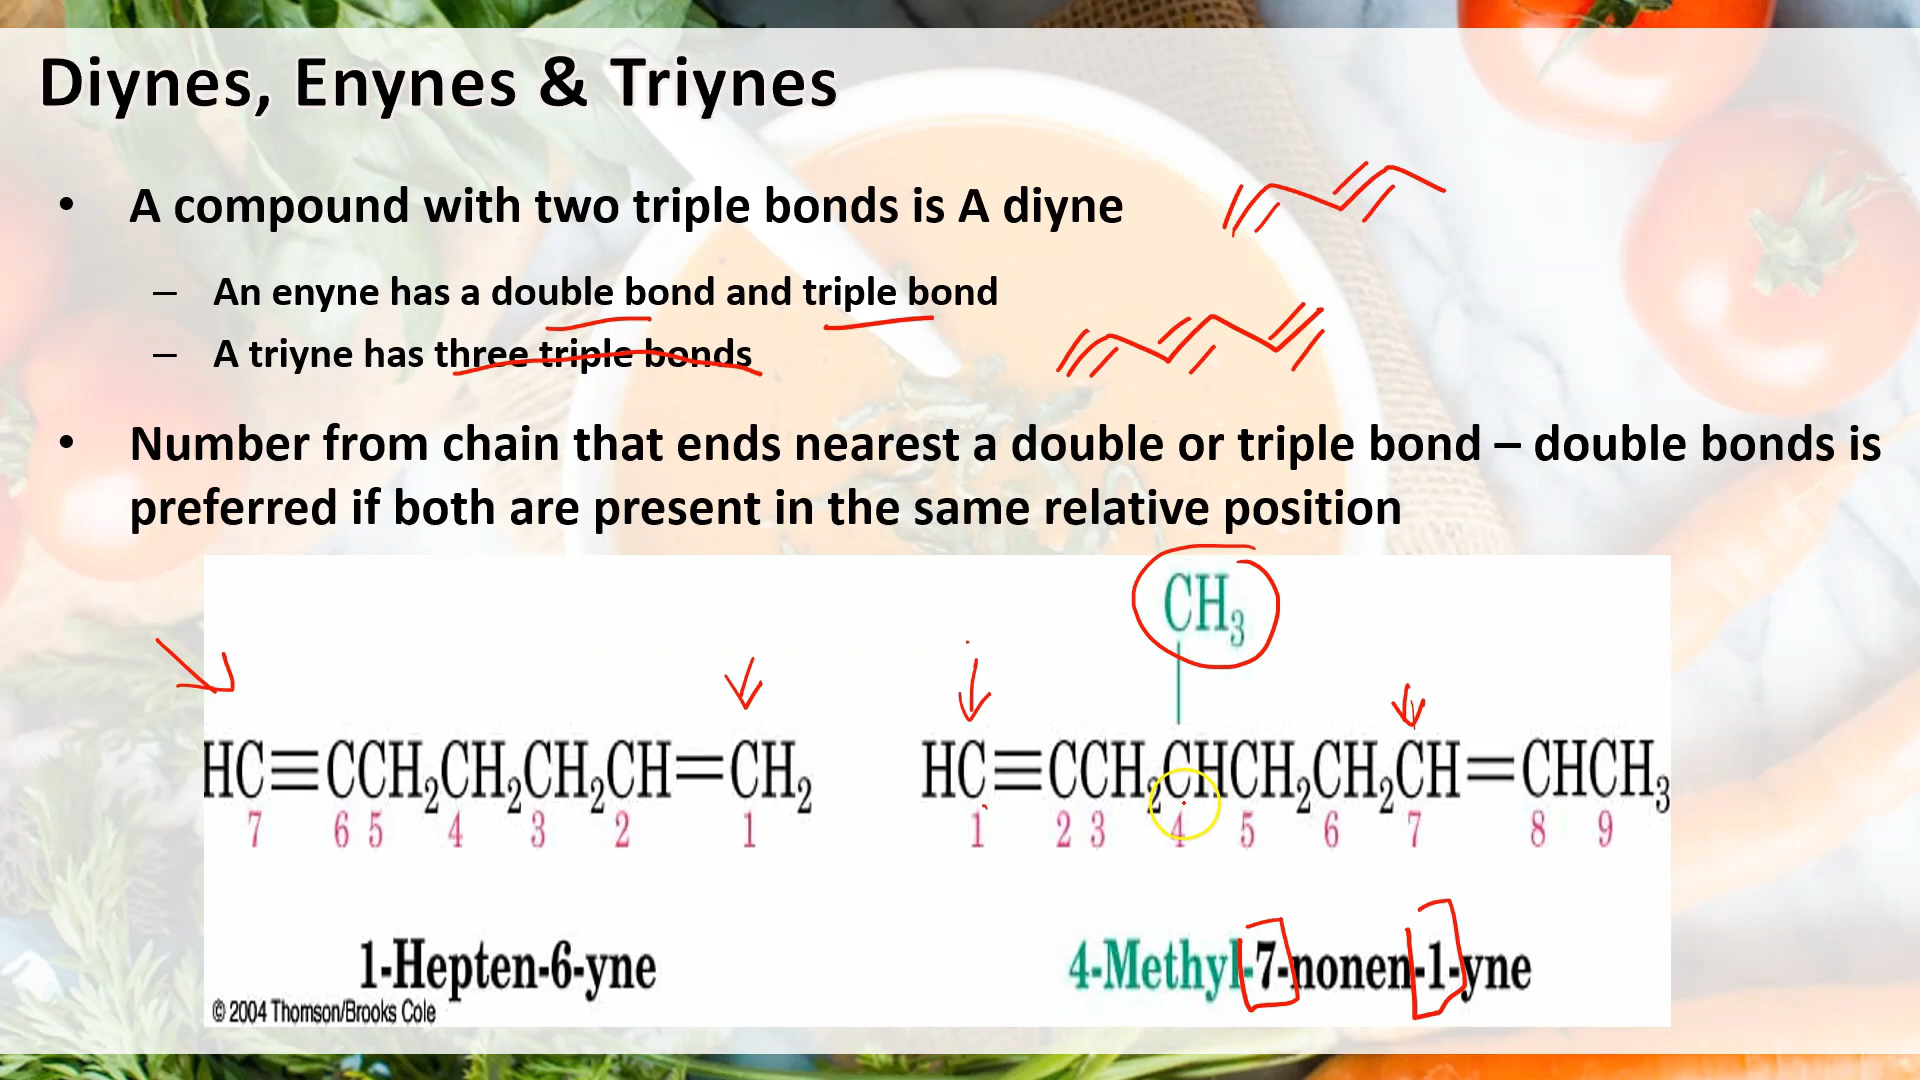 Diynes, Enynes & Triynes
• A compound with two triple bonds is A diyne
– An enyne has a double bond and triple bond
– A triyne has three triple bonds
• Number from chain that ends nearest a double or triple bond – double bonds is
preferred if both are present in the same relative position
CH₃
HC≡CCH₂CH₂CH₂CH=CH₂
7 6 5 4 3 2 1
HC≡CCH₂CHCH₂CH₂CH=CHCH₃
1 2 3 4 5 6 7 8 9
1-Hepten-6-yne
4-Methyl-7-nonen-1-yne
© 2004 Thomson/Brooks Cole